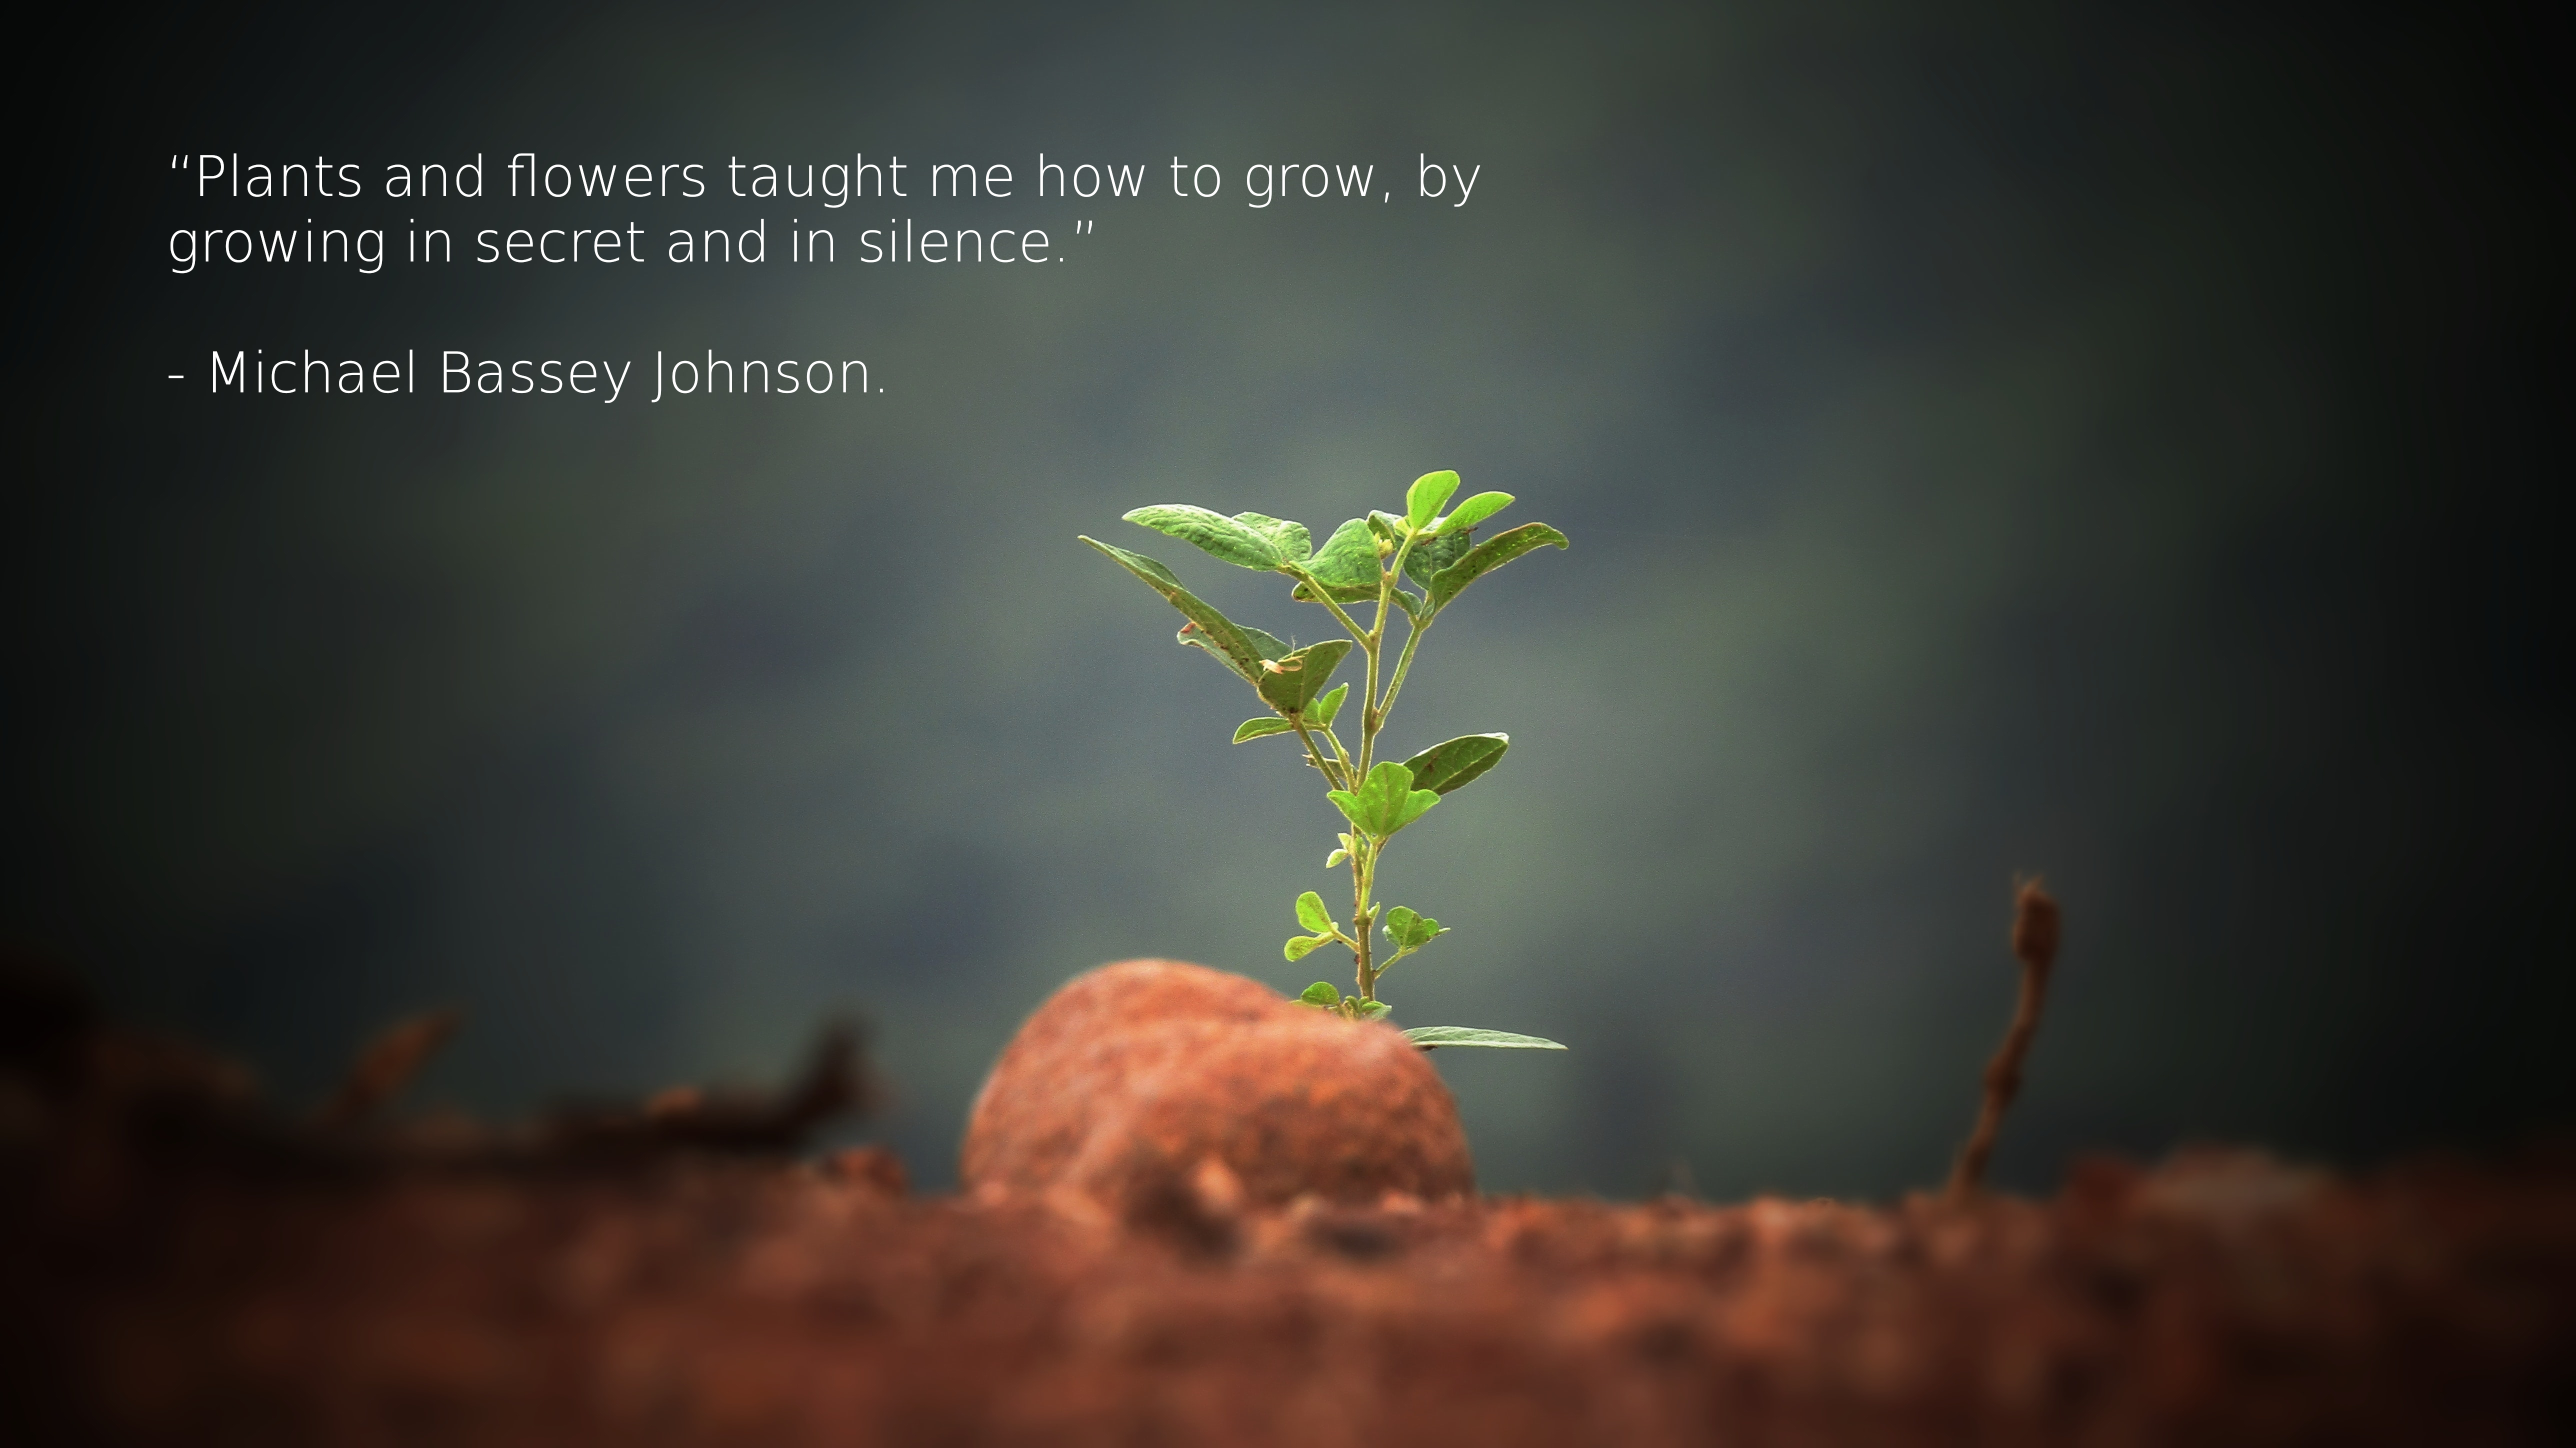 “Plants and flowers taught me how to grow, by
growing in secret and in silence.”
- Michael Bassey Johnson.